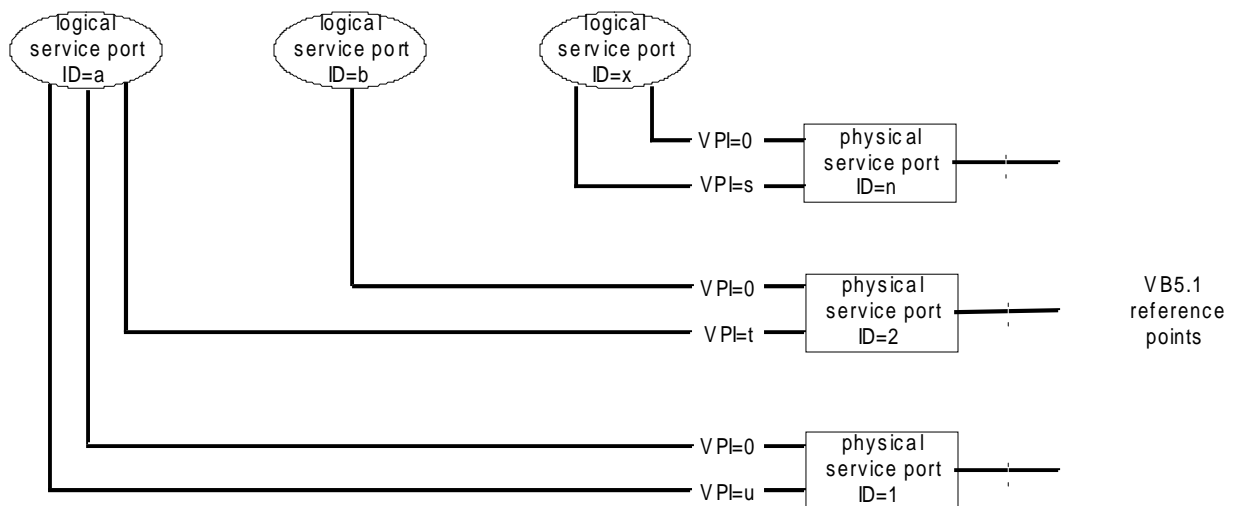 logical
service port
ID=a
logical
service port
ID=b
logical
service port
ID=x
VPI=0
VPI=s
physical
service port
ID=n
VPI=0
VPI=t
physical
service port
ID=2
VB5.1
reference
points
VPI=0
VPI=u
physical
service port
ID=1